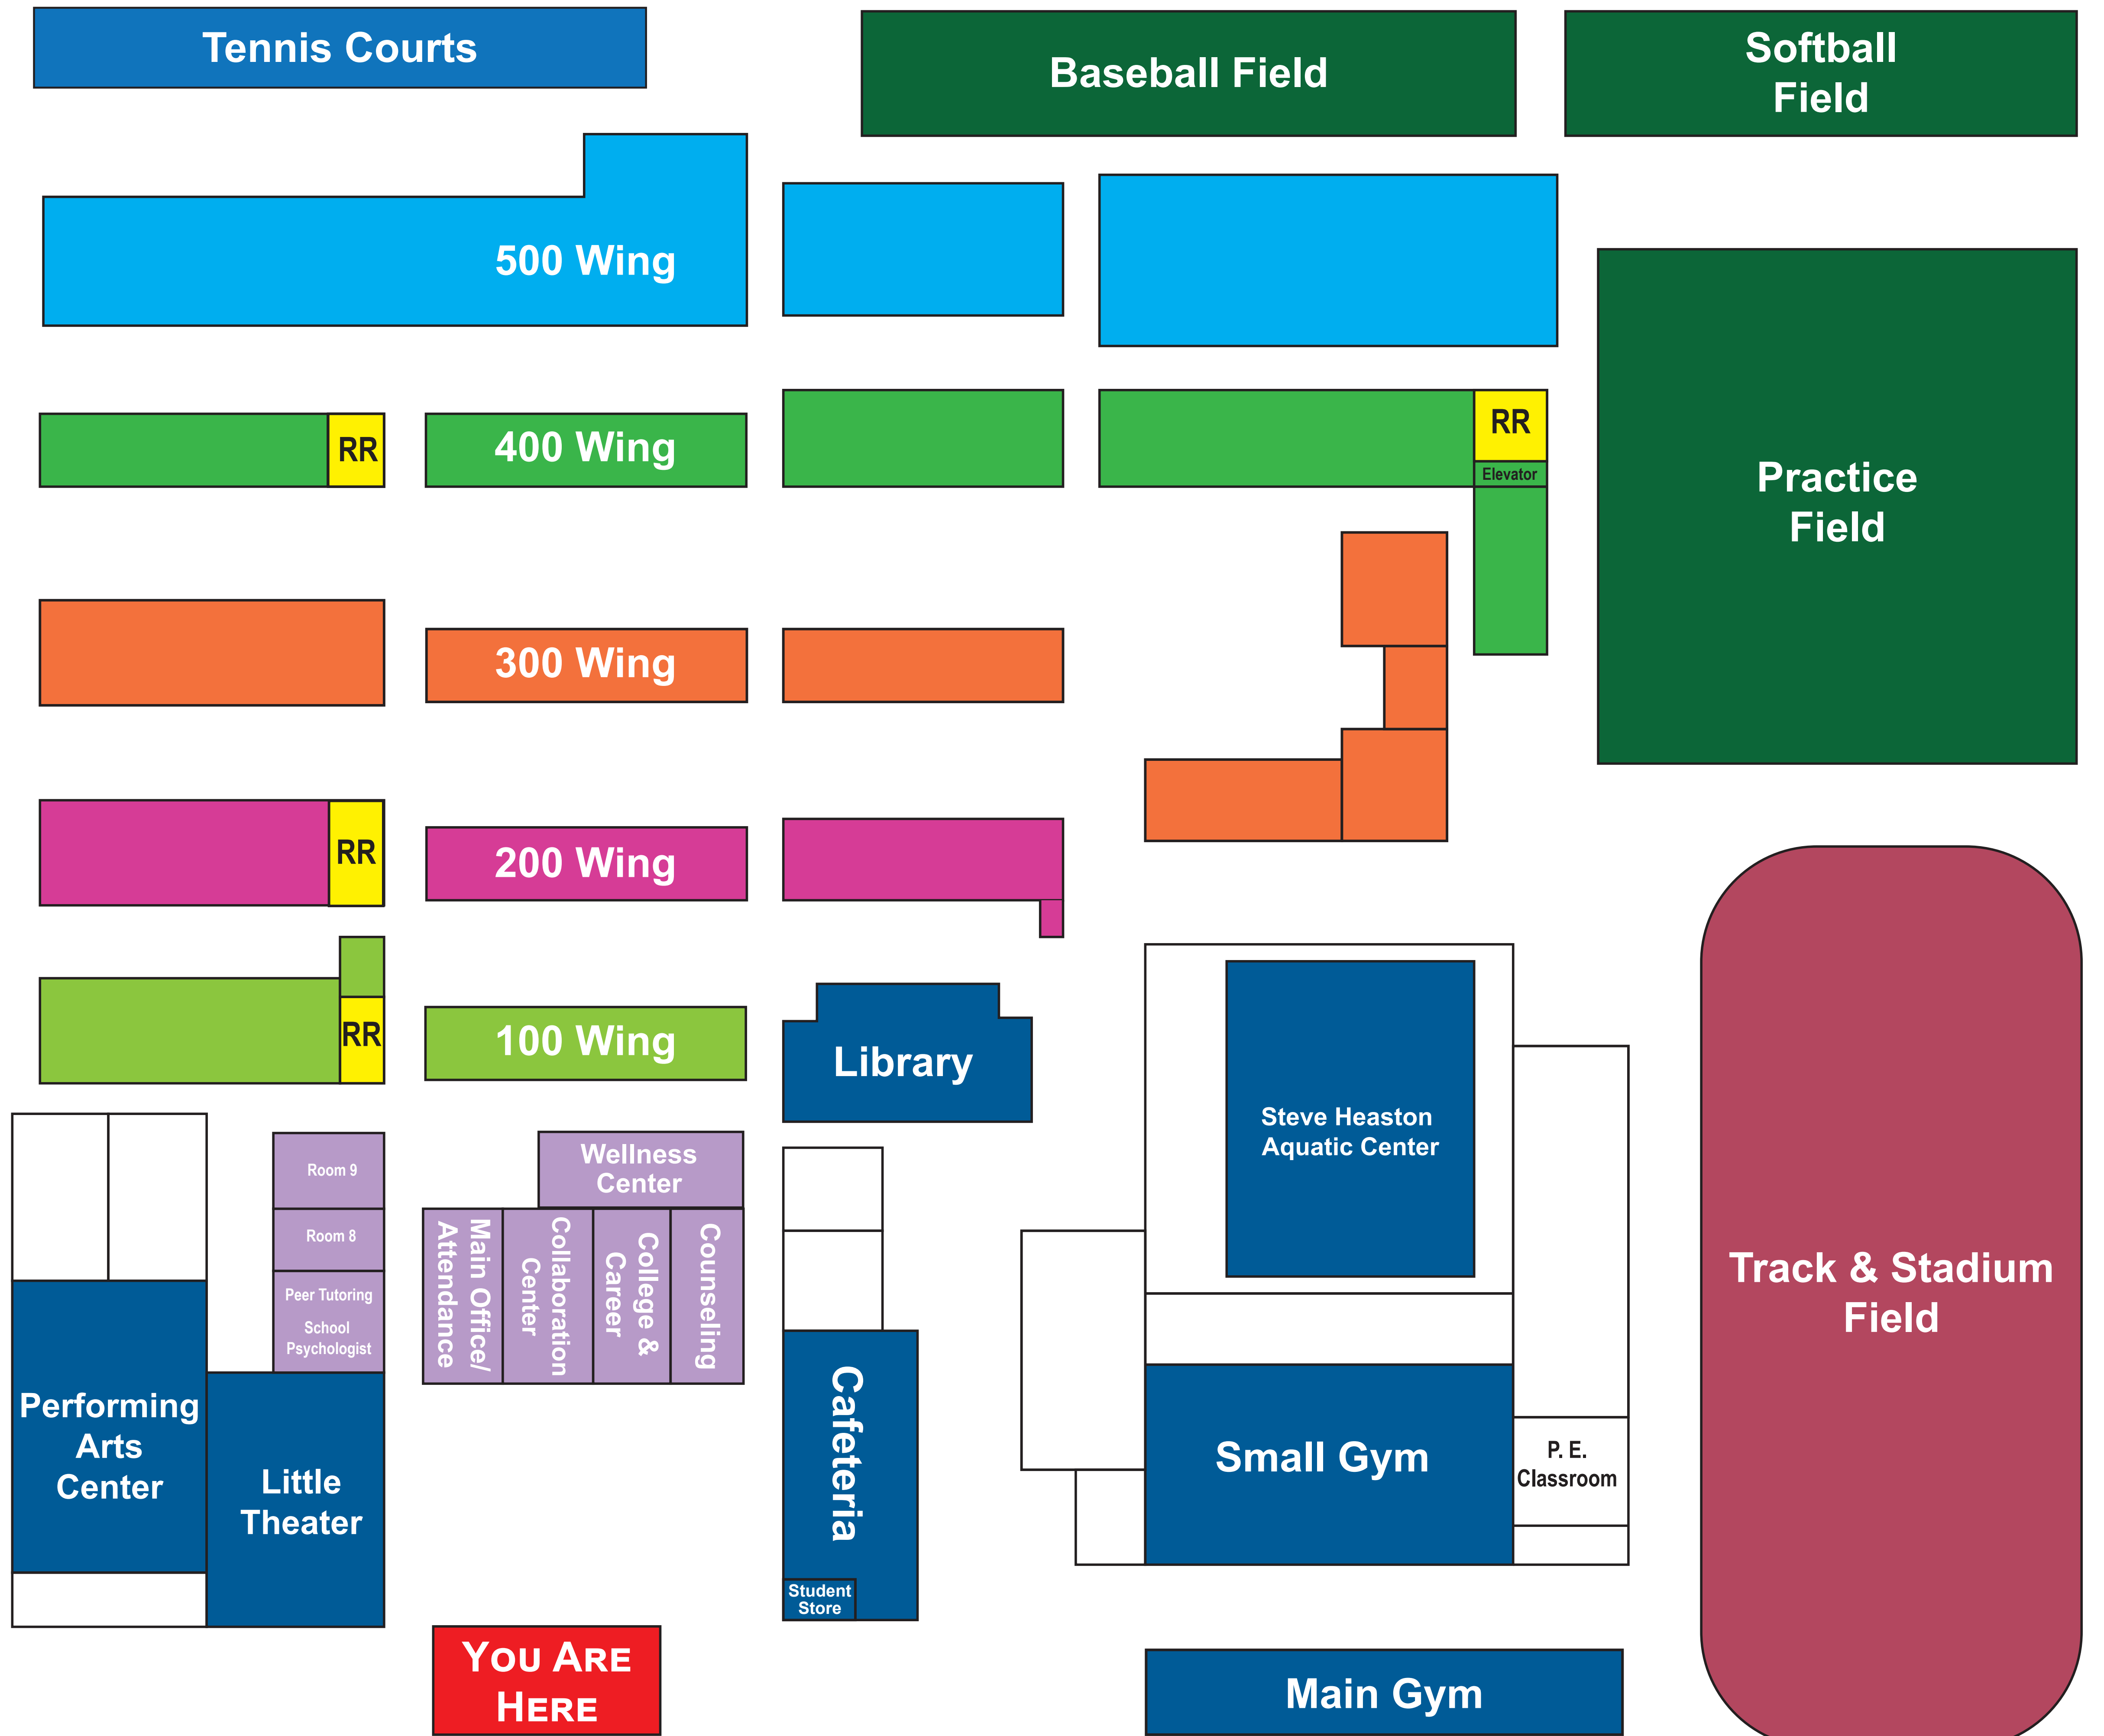 Tennis Courts
Baseball Field
Softball
Field
500 Wing
RR
400 Wing
RR
Elevator
Practice
Field
300 Wing
RR
200 Wing
RR
100 Wing
Library
Steve Heaston
Aquatic Center
Track & Stadium
Field
Room 9
Room 8
Peer Tutoring
School
Psychologist
Wellness
Center
Main Office/
Attendance
Collaboration
Center
College &
Career
Counseling
Performing
Arts
Center
Little
Theater
Cafeteria
Student
Store
Small Gym
P. E.
Classroom
YOU ARE
HERE
Main Gym